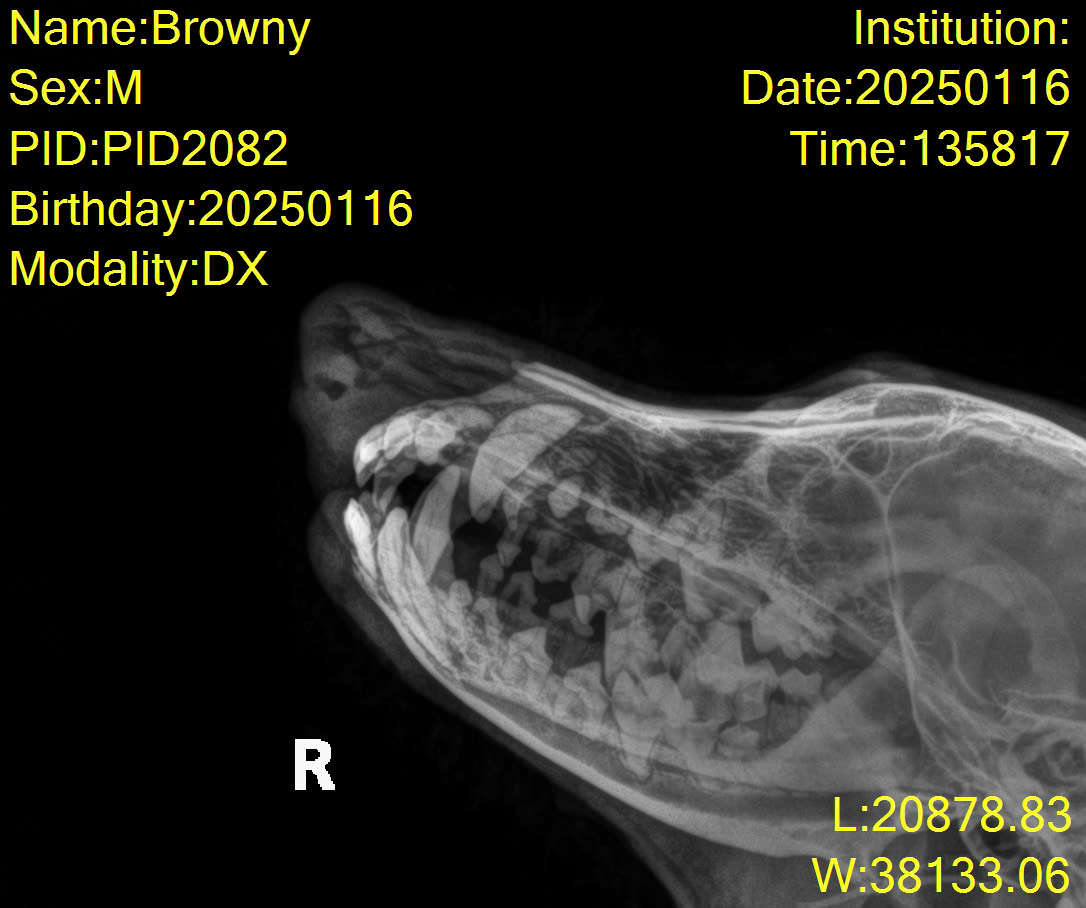 Name:Browny
Sex:M
PID:PID2082
Birthday:20250116
Modality:DX
Institution:
Date:20250116
Time:135817
R
L:20878.83
W:38133.06